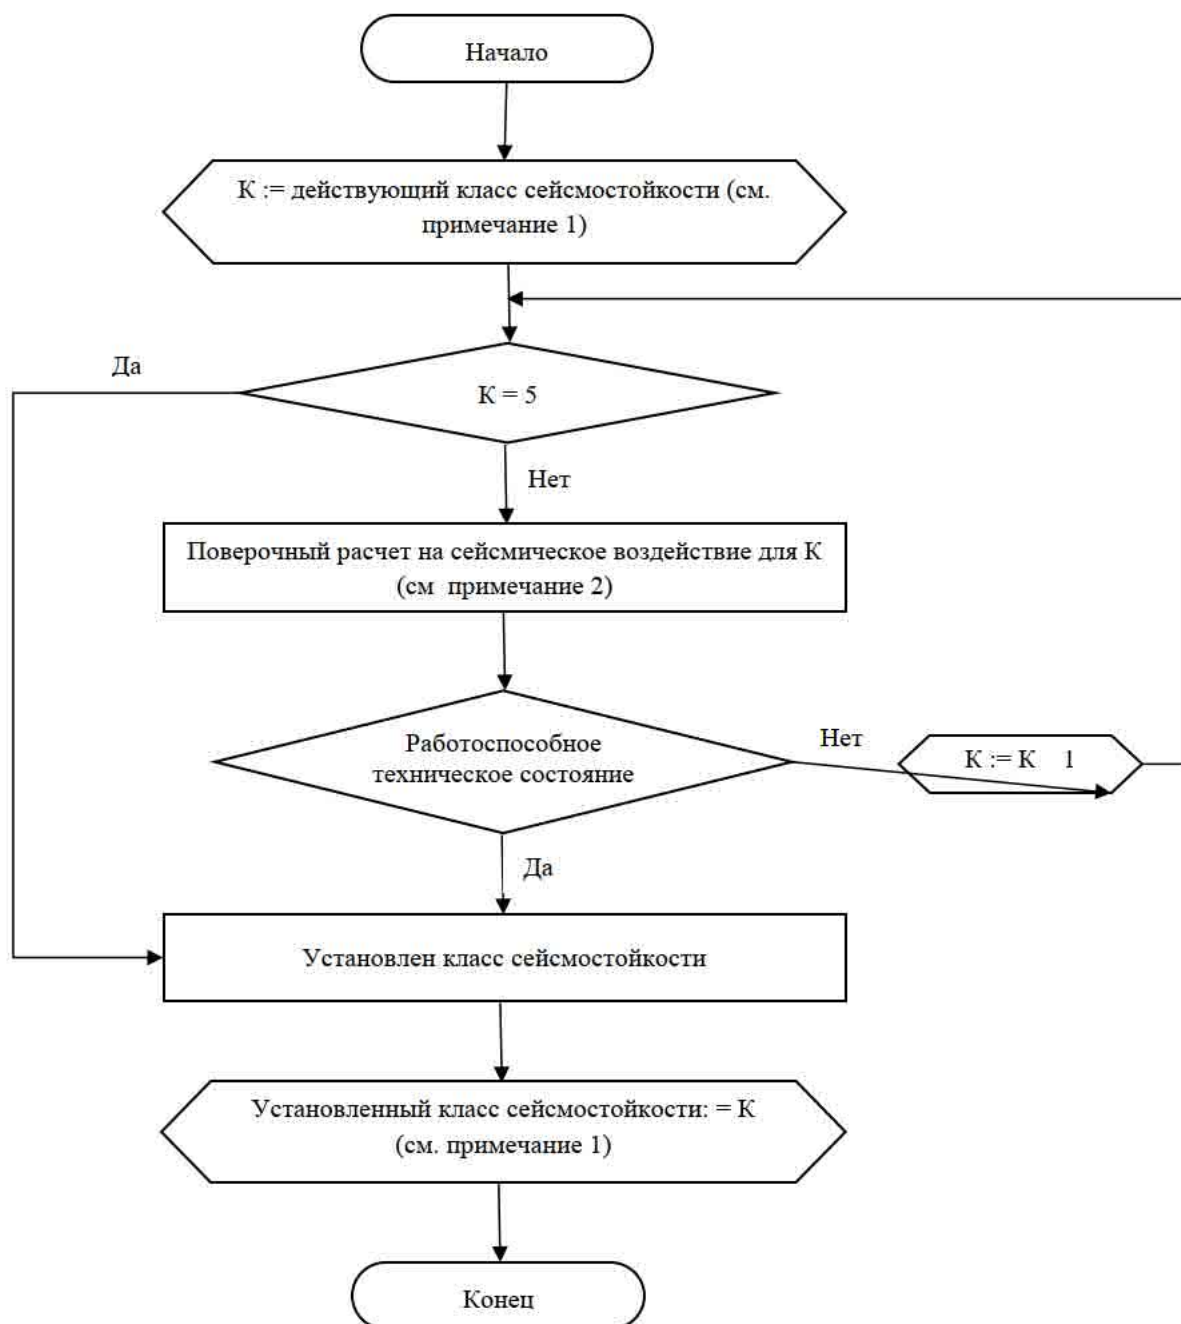 Начало
К := действующий класс сейсмостойкости (см.
примечание 1)
Да
К = 5
Нет
Поверочный расчет на сейсмическое воздействие для К
(см примечание 2)
Работоспособное
техническое состояние
Нет
К := К 1
Да
Установлен класс сейсмостойкости
Установленный класс сейсмостойкости: = К
(см. примечание 1)
Конец